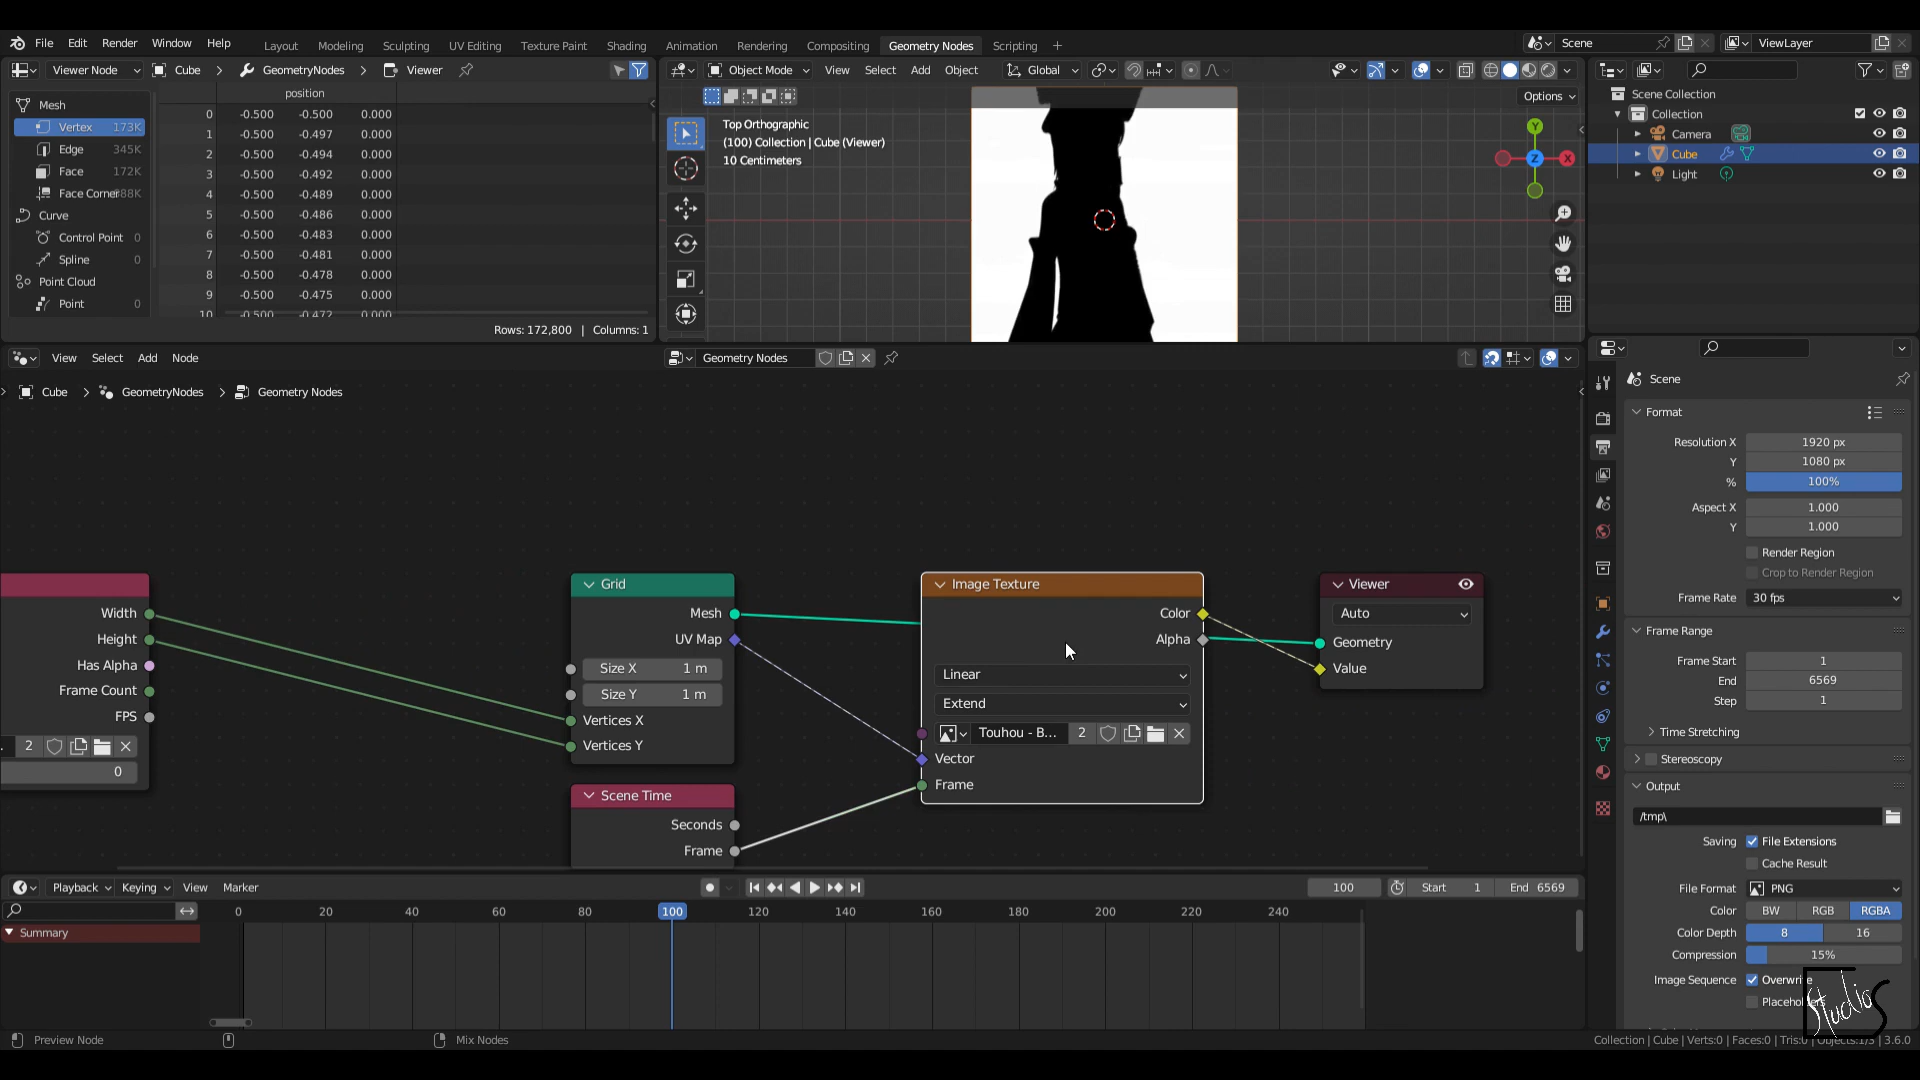 File Edit Render Window Help Layout Modeling Sculpting UV Editing Texture Paint Shading Animation Rendering Compositing Geometry Nodes Scripting + Scene ViewLayer
Viewer Node Cube > GeometryNodes > Viewer
position
Mesh
Vertex 173K
Edge 345K
Face 172K
Face Corner
Curve
Control Point 0
Spline 0
Point Cloud
Point 0
0 -0.500 -0.500 0.000
1 -0.500 -0.497 0.000
2 -0.500 -0.494 0.000
3 -0.500 -0.492 0.000
4 -0.500 -0.489 0.000
5 -0.500 -0.486 0.000
6 -0.500 -0.483 0.000
7 -0.500 -0.481 0.000
8 -0.500 -0.478 0.000
9 -0.500 -0.475 0.000
10 -0.500 -0.472 0.000
Rows: 172,800 | Columns: 1
Object Mode View Select Add Object Global
Options
Top Orthographic
(100) Collection | Cube (Viewer)
10 Centimeters
Y
Z
X
Scene Collection
Collection
Camera
Cube
Light
View Select Add Node Geometry Nodes
Cube > GeometryNodes > Geometry Nodes
Width
Height
Has Alpha
Frame Count
FPS
2
0
Grid
Mesh
UV Map
Size X 1 m
Size Y 1 m
Vertices X
Vertices Y
Scene Time
Seconds
Frame
Image Texture
Color
Alpha
Linear
Extend
Touhou - B... 2
Vector
Frame
Viewer
Auto
Geometry
Value
Scene
Format
Resolution X 1920 px
Y 1080 px
% 100%
Aspect X 1.000
Y 1.000
Render Region
Crop to Render Region
Frame Rate 30 fps
Frame Range
Frame Start 1
End 6569
Step 1
Time Stretching
Stereoscopy
Output
/tmp\
Saving File Extensions
Cache Result
File Format PNG
Color BW RGB RGBA
Color Depth 8 16
Compression 15%
Image Sequence Overwrite
Studios
Playback Keying View Marker 100 Start 1 End 6569
0 20 40 60 80 100 120 140 160 180 200 220 240
Summary
Preview Node Mix Nodes Collection | Cube | Verts:0 | Faces:0 | Tris:0 | Objects:1/3 | 3.6.0